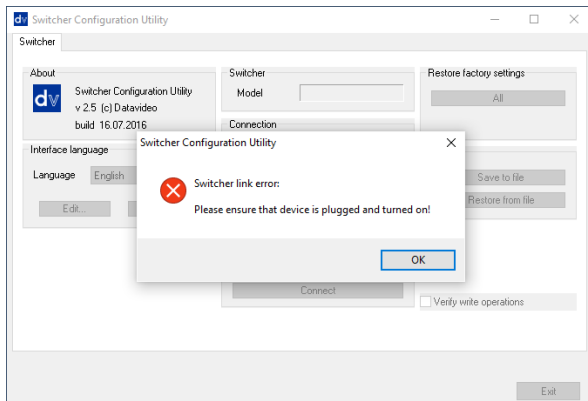 dv Switcher Configuration Utility
Switcher
About
dv
Switcher Configuration Utility
v 2.5 (c) Datavideo
build 16.07.2016
Interface language
Language English
Edit...
Switcher
Model
Connection
Connect
Restore factory settings
All
Save to file
Restore from file
Verify write operations
Exit
Switcher Configuration Utility
Switcher link error:
Please ensure that device is plugged and turned on!
OK